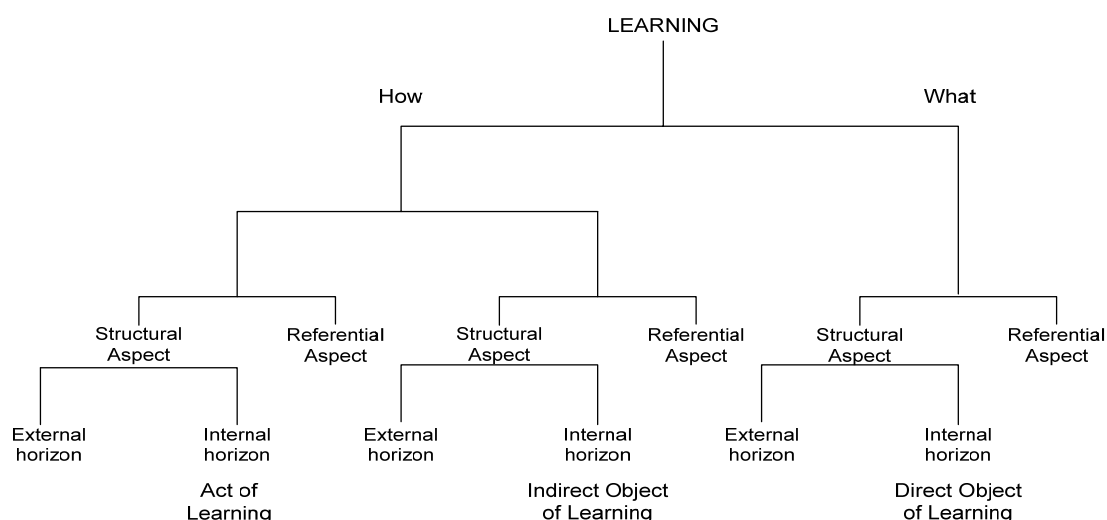 LEARNING
How
What
Structural
Aspect
Referential
Aspect
Structural
Aspect
Referential
Aspect
Structural
Aspect
Referential
Aspect
External
horizon
Internal
horizon
External
horizon
Internal
horizon
External
horizon
Internal
horizon
Act of
Learning
Indirect Object
of Learning
Direct Object
of Learning